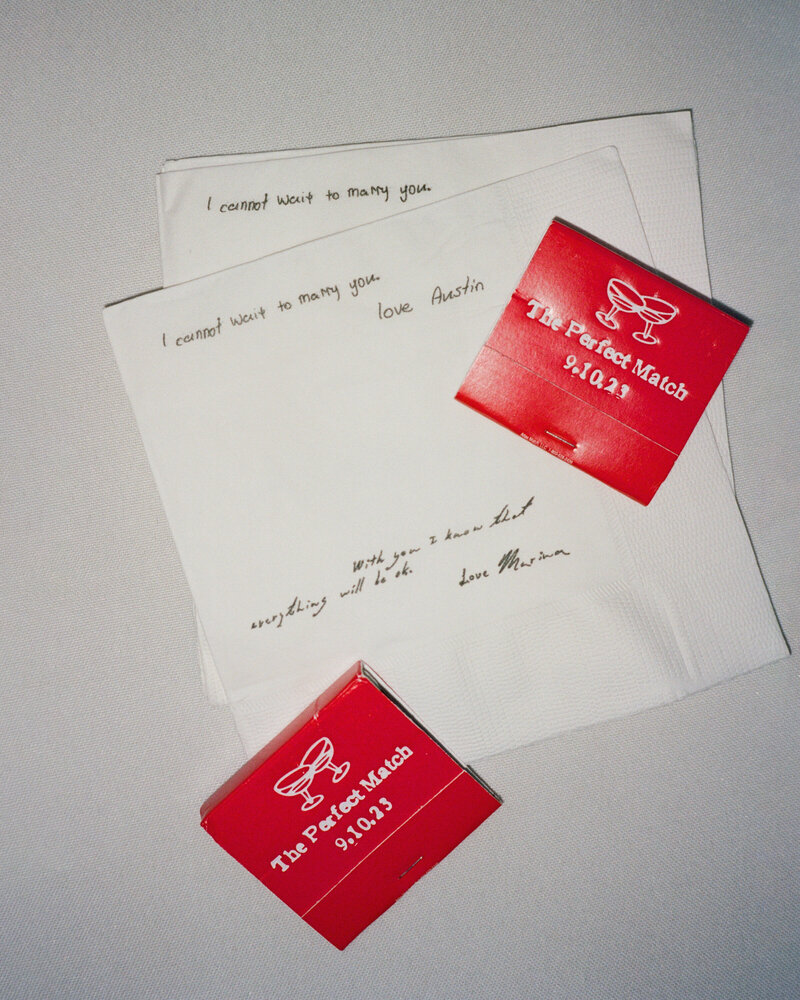 I cannot wait to marry you.
I cannot wait to marry you.
love Austin
The Perfect Match
9.10.23
With you I know that
everything will be ok.
Love Marina
The Perfect Match
9.10.23